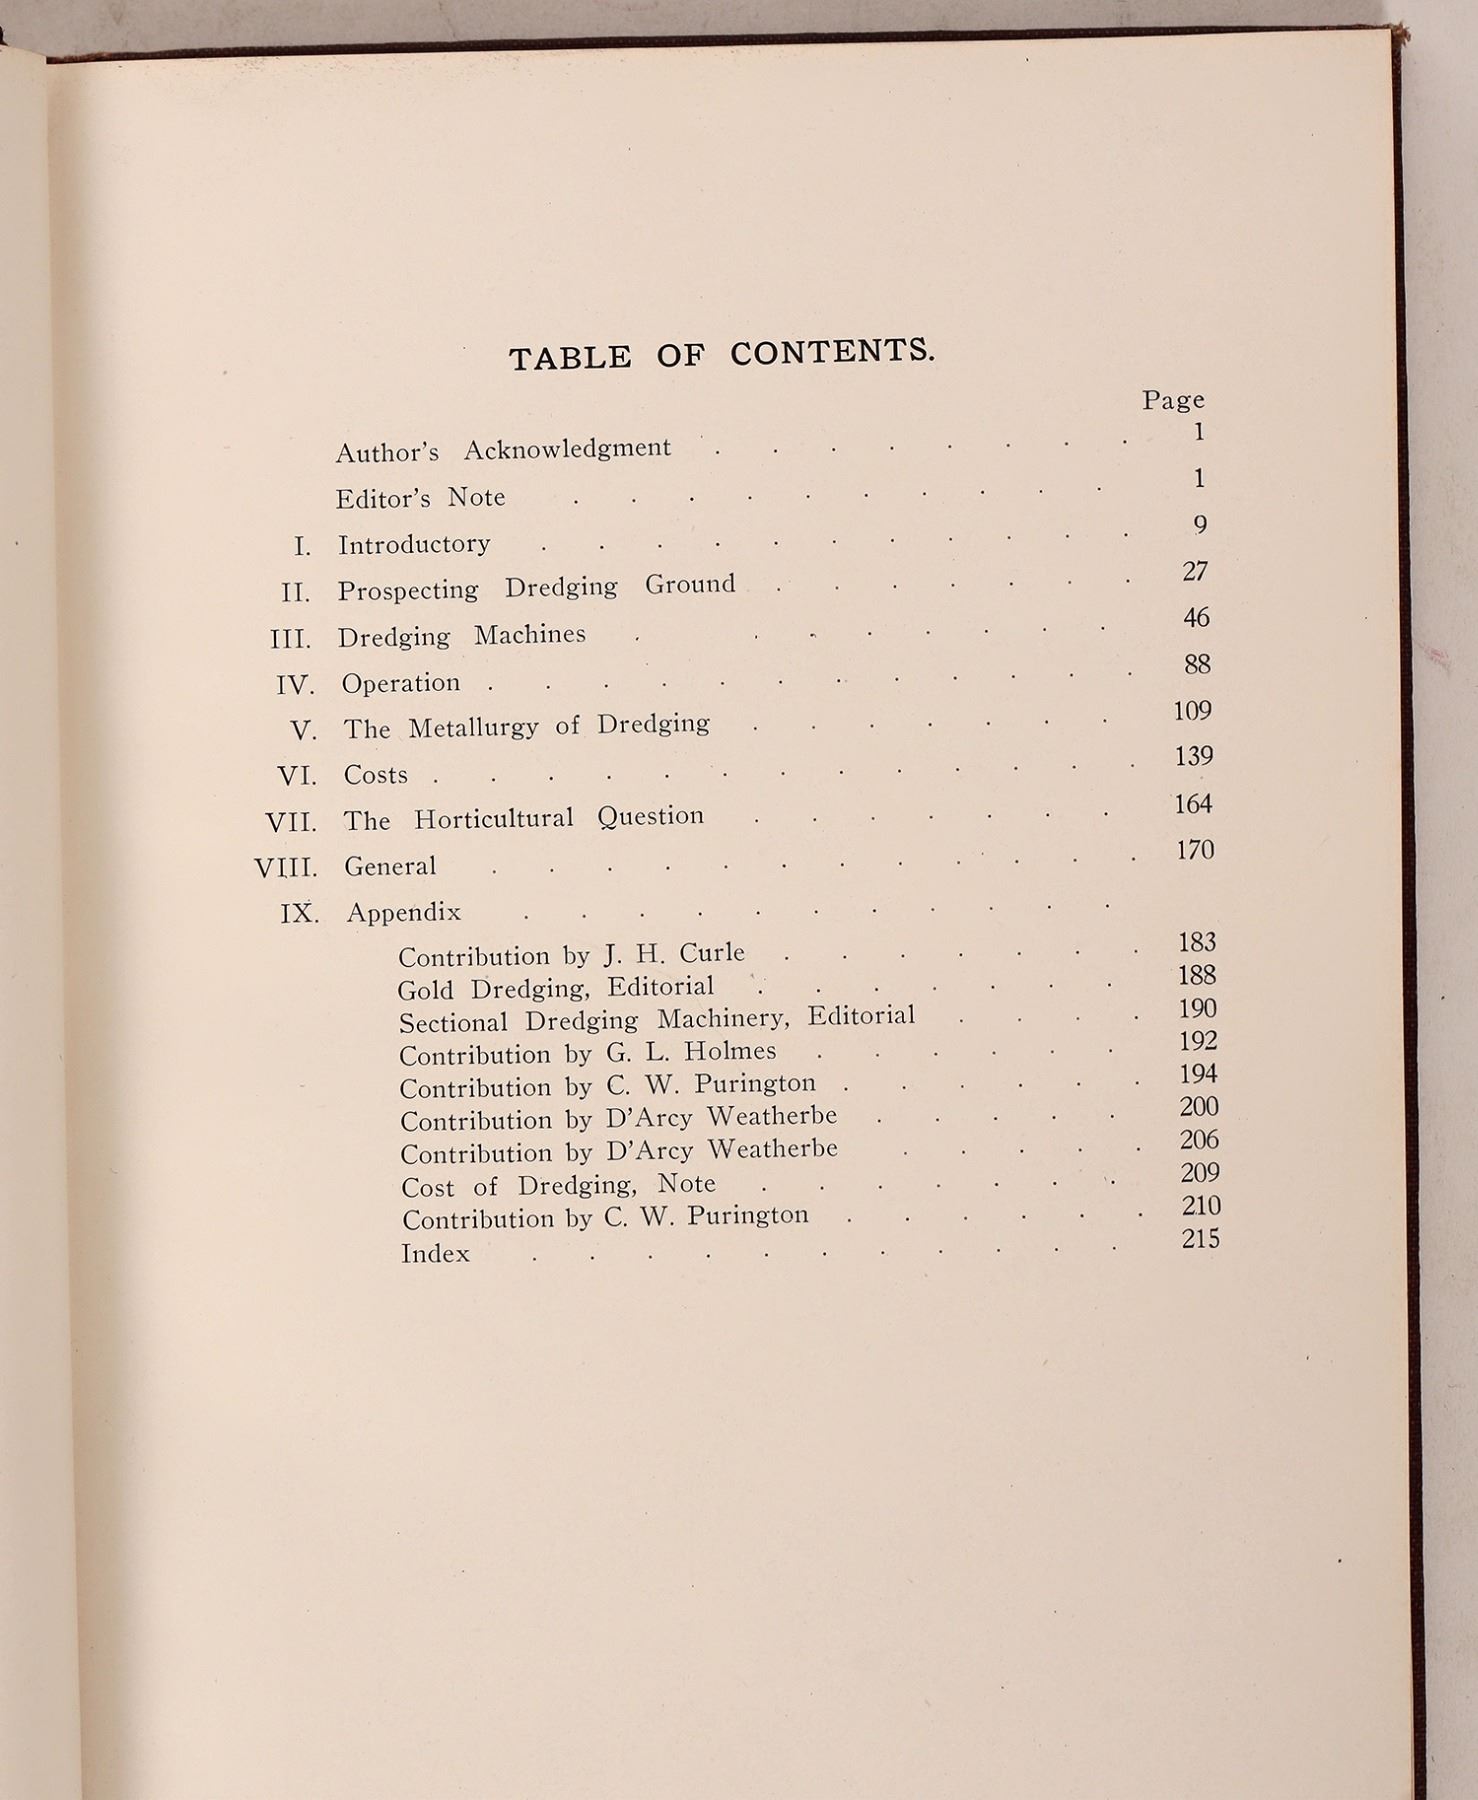 TABLE OF CONTENTS.
Page
Author's Acknowledgment . . . . . . . . 1
Editor's Note . . . . . . . . . . 1
I. Introductory . . . . . . . . . . . 9
II. Prospecting Dredging Ground . . . . . . . 27
III. Dredging Machines . . . . . . . . 46
IV. Operation . . . . . . . . . . . . 88
V. The Metallurgy of Dredging . . . . . . . 109
VI. Costs . . . . . . . . . . . . . 139
VII. The Horticultural Question . . . . . . . 164
VIII. General . . . . . . . . . . . . 170
IX. Appendix . . . . . . . . . . .
Contribution by J. H. Curle . . . . . . . 183
Gold Dredging, Editorial . . . . . . . 188
Sectional Dredging Machinery, Editorial . . . . 190
Contribution by G. L. Holmes . . . . . . 192
Contribution by C. W. Purington . . . . . . 194
Contribution by D'Arcy Weatherbe . . . . . 200
Contribution by D'Arcy Weatherbe . . . . . 206
Cost of Dredging, Note . . . . . . . 209
Contribution by C. W. Purington . . . . . . 210
Index . . . . . . . . . . . 215